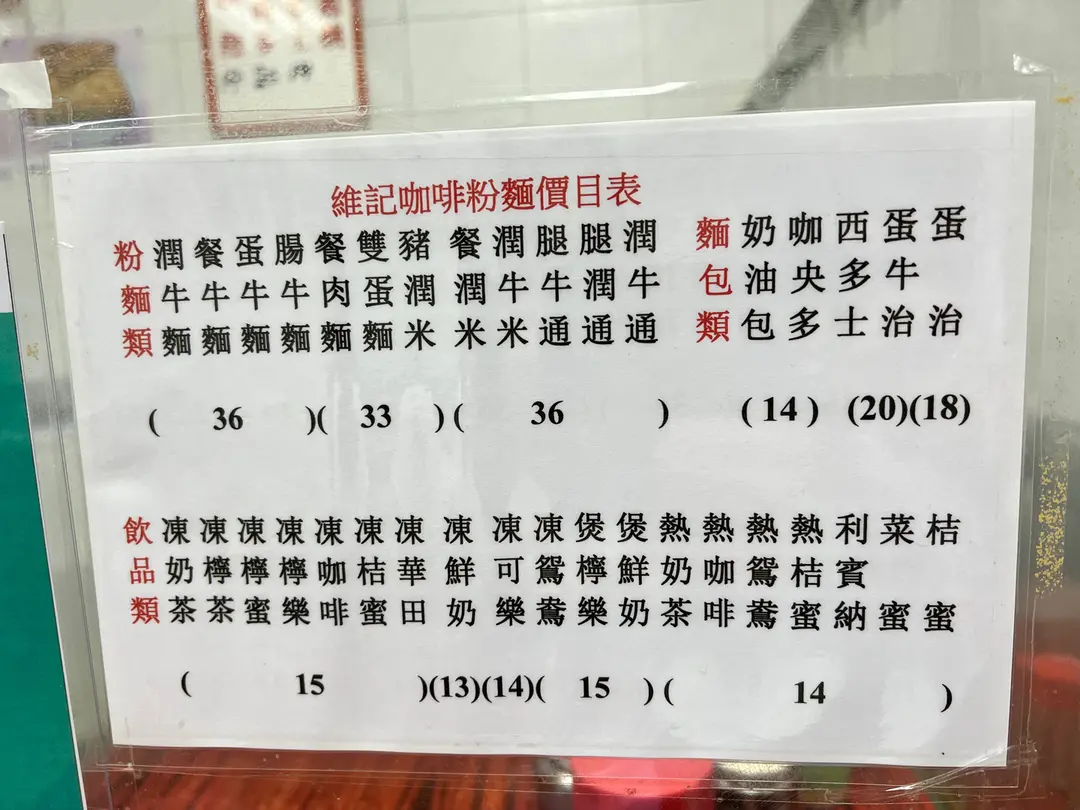 維記咖啡粉麵價目表
粉 潤 餐 蛋 腸 餐 雙 豬 餐 潤 腿 腿 潤 麵 奶 咖 西 蛋 蛋
麵 牛 牛 牛 牛 肉 蛋 潤 潤 牛 牛 潤 牛 包 油 央 多 牛
類 麵 麵 麵 麵 麵 麵 米 米 米 通 通 通 類 包 多 士 治 治
( 36 )( 33 )( 36 ) ( 14 ) (20)(18)
飲 凍 凍 凍 凍 凍 凍 凍 凍 凍 凍 煲 煲 熱 熱 熱 熱 利 菜 桔
品 奶 檸 檸 檸 咖 桔 華 鮮 可 鴛 檸 鮮 奶 咖 鴛 桔 賓
類 茶 茶 蜜 樂 啡 蜜 田 奶 樂 鴦 樂 奶 茶 啡 鴦 蜜 納 蜜 蜜
( 15 )(13)(14)( 15 ) ( 14 )